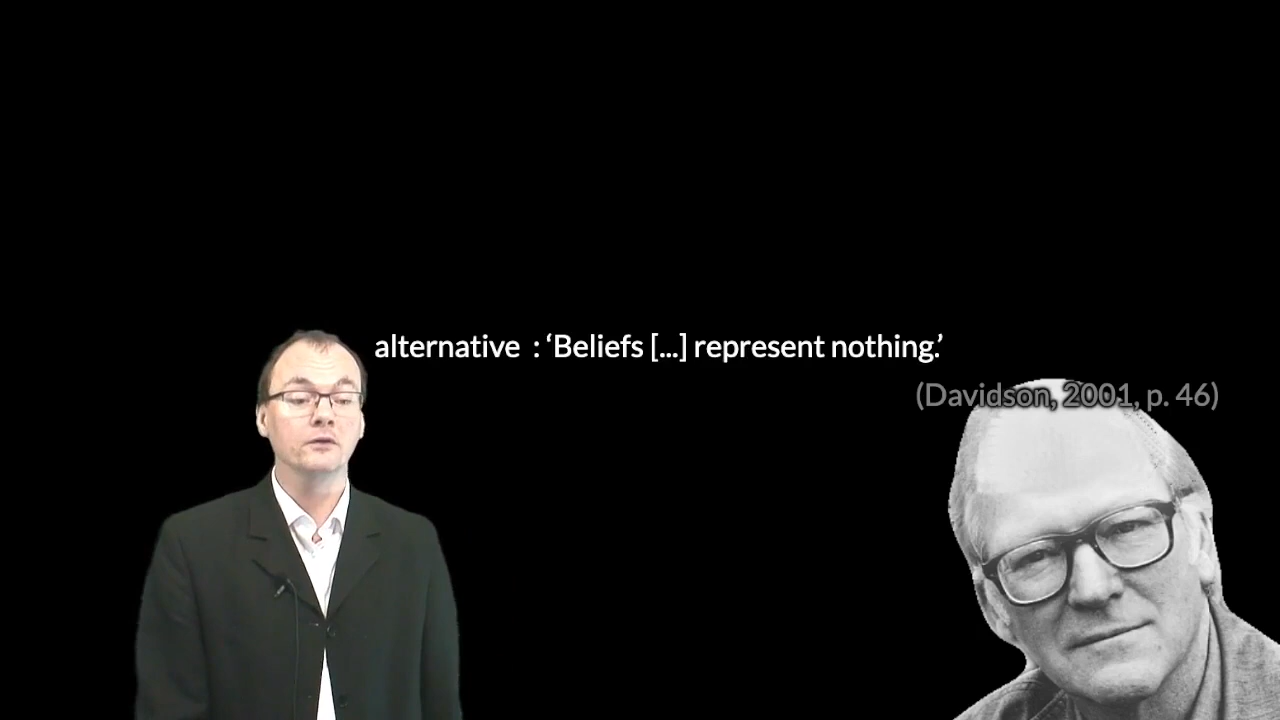 alternative : ‘Beliefs [...] represent nothing.’
(Davidson, 2001, p. 46)